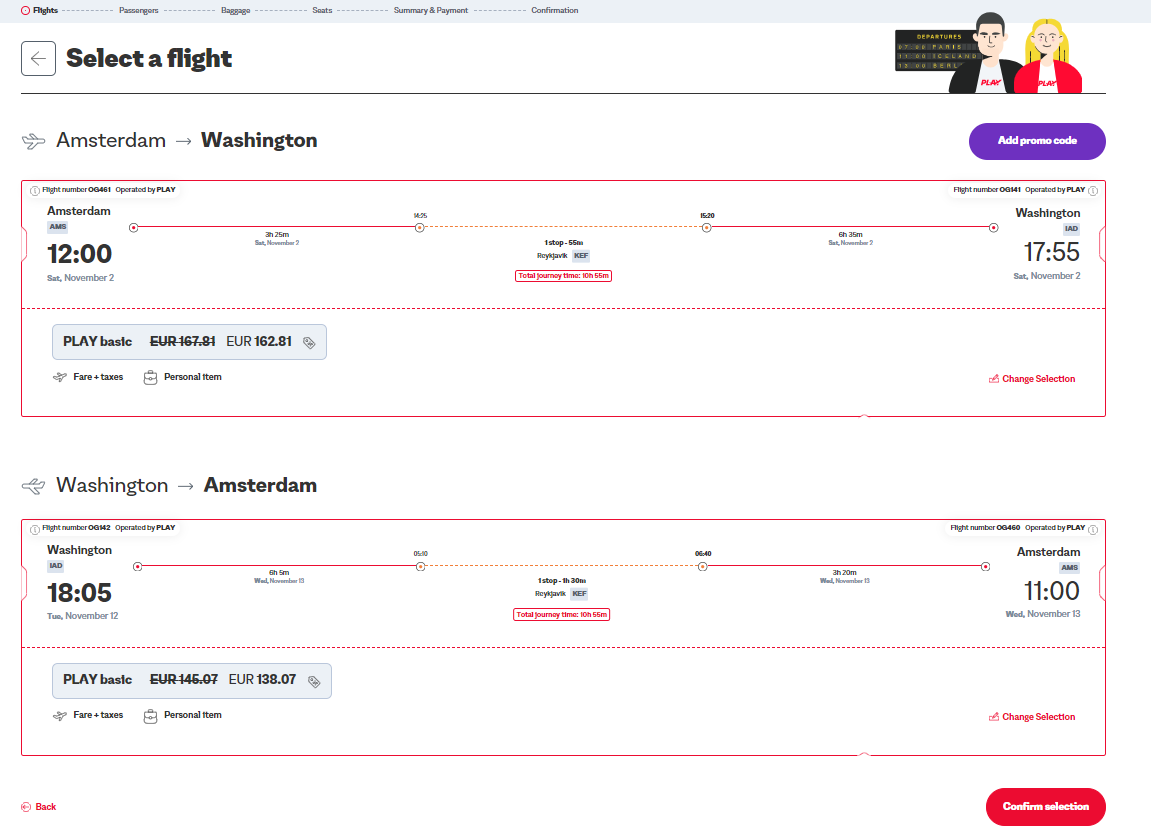 Flights Passengers Baggage Seats Summary & Payment Confirmation
DEPARTURES
07:00 PARIS
11:00 ICELAND
12:00 BERL
PLAY PLAY
Select a flight
Amsterdam → Washington
Add promo code
Flight number OG461 Operated by PLAY
Flight number OG141 Operated by PLAY
Amsterdam
AMS
12:00
Sat, November 2
14:25
15:20
3h 25m
Sat, November 2
1 stop - 55m
Reykjavik KEF
Total journey time: 10h 55m
6h 35m
Sat, November 2
Washington
IAD
17:55
Sat, November 2
PLAY basic EUR 167.81 EUR 162.81
Fare + taxes Personal item
Change Selection
Washington → Amsterdam
Flight number OG142 Operated by PLAY
Flight number OG460 Operated by PLAY
Washington
IAD
18:05
Tue, November 12
05:10
06:40
6h 5m
Wed, November 13
1 stop - 1h 30m
Reykjavik KEF
Total journey time: 10h 55m
3h 20m
Wed, November 13
Amsterdam
AMS
11:00
Wed, November 13
PLAY basic EUR 145.07 EUR 138.07
Fare + taxes Personal item
Change Selection
Back
Confirm selection